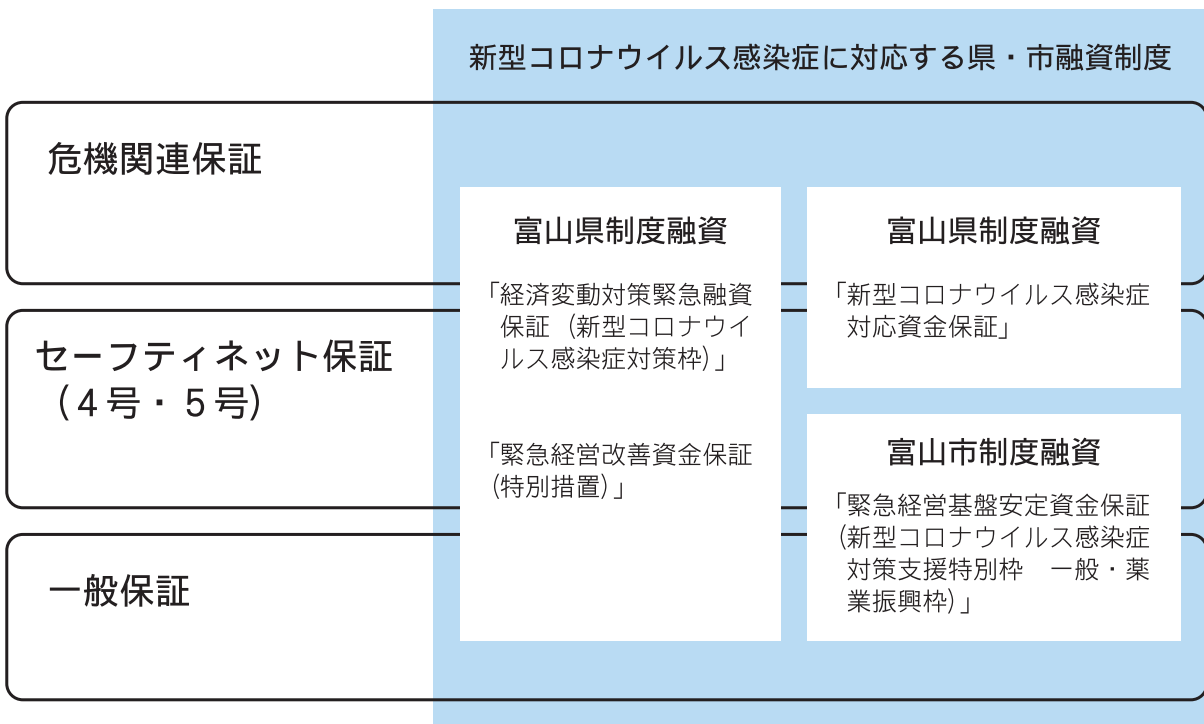 新型コロナウイルス感染症に対応する県・市融資制度
危機関連保証
セーフティネット保証
（4号・5号）
一般保証
富山県制度融資
「経済変動対策緊急融資
保証（新型コロナウイ
ルス感染症対策枠）」
「緊急経営改善資金保証
（特別措置）」
富山県制度融資
「新型コロナウイルス感染症
対応資金保証」
富山市制度融資
「緊急経営基盤安定資金保証
（新型コロナウイルス感染症
対策支援特別枠　一般・薬
業振興枠）」